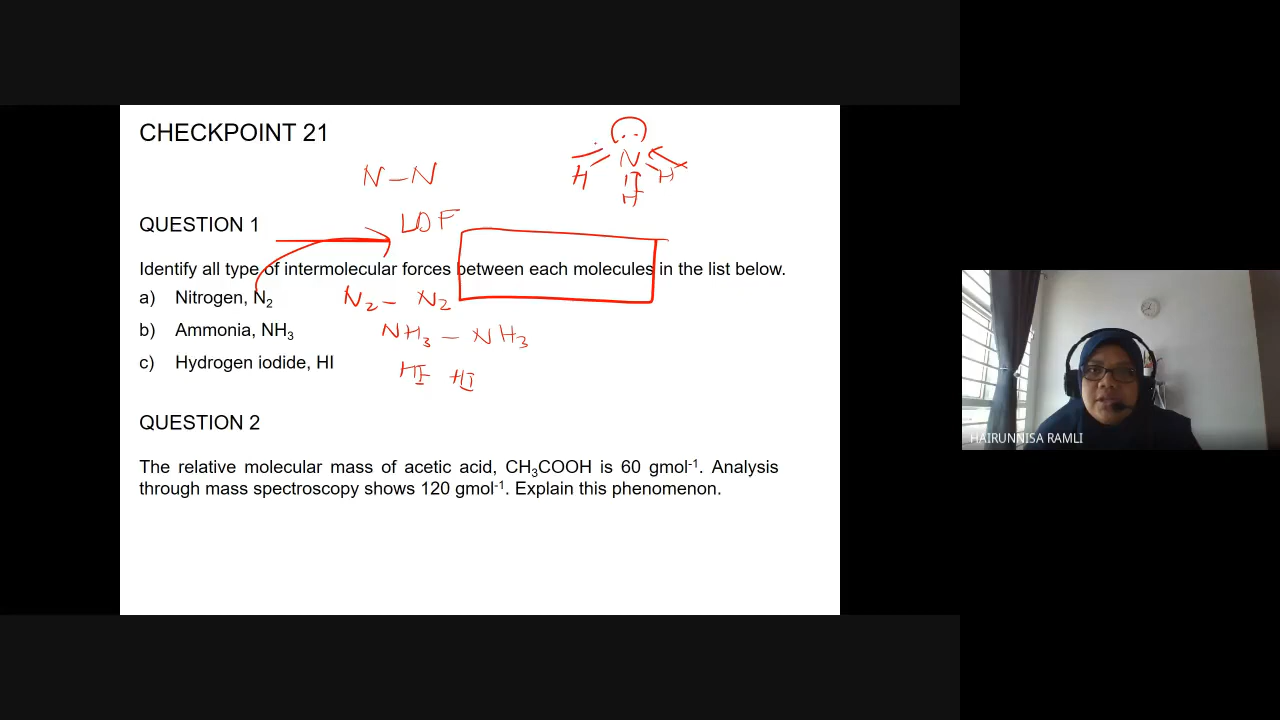 CHECKPOINT 21
N
N-N
H H
H
LDF
QUESTION 1
Identify all type of intermolecular forces between each molecules in the list below.
a) Nitrogen, N₂ N₂ - N₂
b) Ammonia, NH₃ NH₃ - NH₃
c) Hydrogen iodide, HI HI HI
QUESTION 2
The relative molecular mass of acetic acid, CH₃COOH is 60 gmol⁻¹. Analysis
through mass spectroscopy shows 120 gmol⁻¹. Explain this phenomenon.
HAIRUNNISA RAMLI